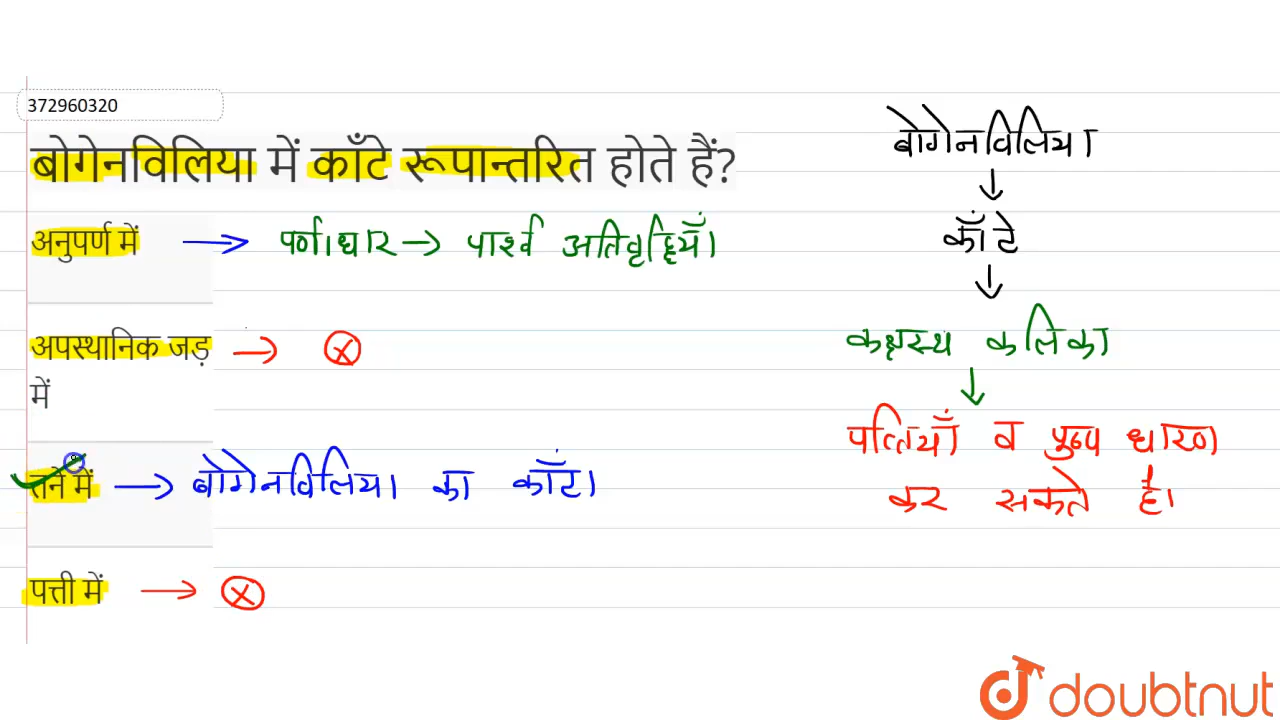 372960320
बोगेनविलिया में काँटे रूपान्तरित होते हैं?
अनुपर्ण में → पर्णाधार → पार्श्व अतिवृद्धियाँ।
अपस्थानिक जड़ → ⓧ
में
तने में → बोगेनविलिया का काँटा।
पत्ती में → ⓧ
बोगेनविलिया
↓
काँटे
↓
कक्षस्थ कलिका
↓
पत्तियाँ व पुष्प धारण
कर सकते है।
doubtnut